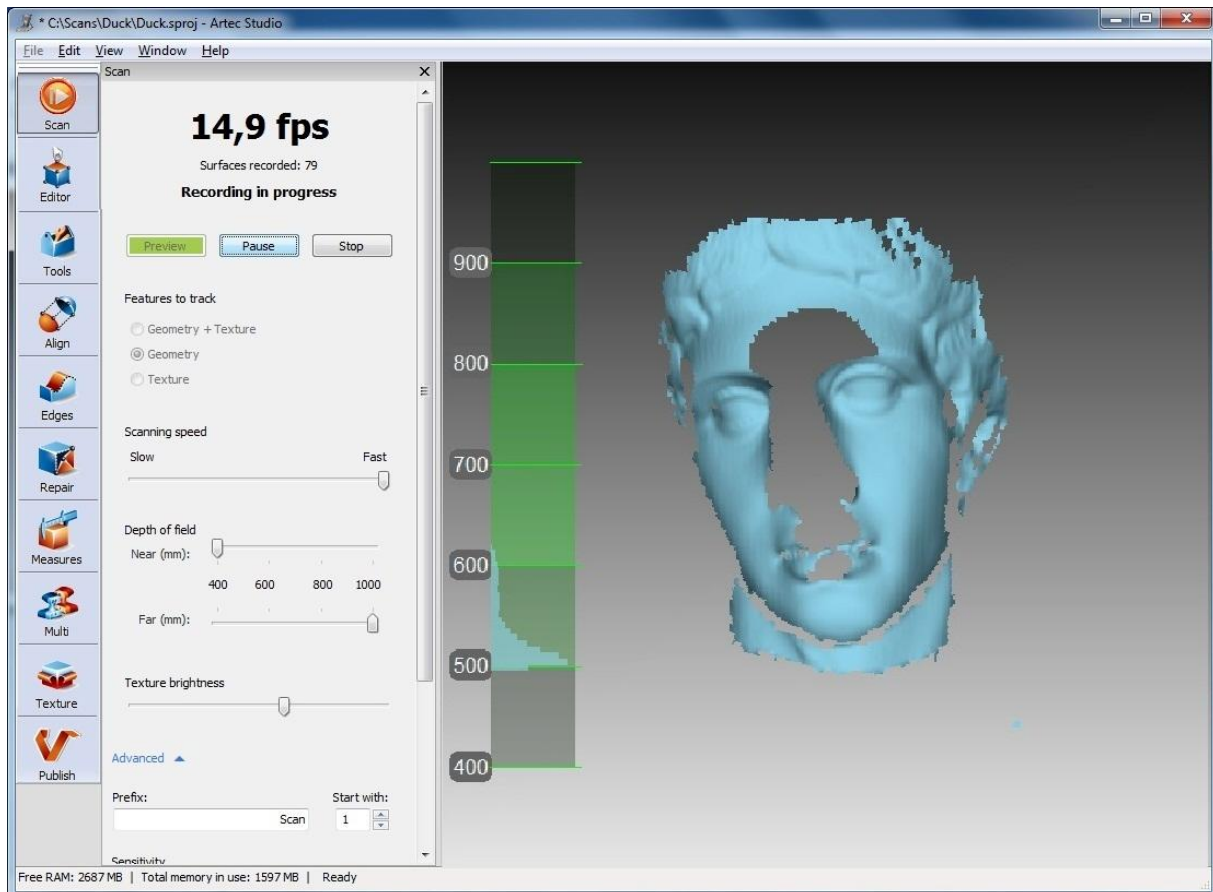 * C:\Scans\Duck\Duck.sproj - Artec Studio
File Edit View Window Help
Scan
Editor
Tools
Align
Edges
Repair
Measures
Multi
Texture
Publish
Scan
14,9 fps
Surfaces recorded: 79
Recording in progress
Preview Pause Stop
Features to track
Geometry + Texture
Geometry
Texture
Scanning speed
Slow Fast
Depth of field
Near (mm):
400 600 800 1000
Far (mm):
Texture brightness
Advanced
Prefix: Start with:
Scan 1
Sensitivity
900
800
700
600
500
400
Free RAM: 2687 MB | Total memory in use: 1597 MB | Ready